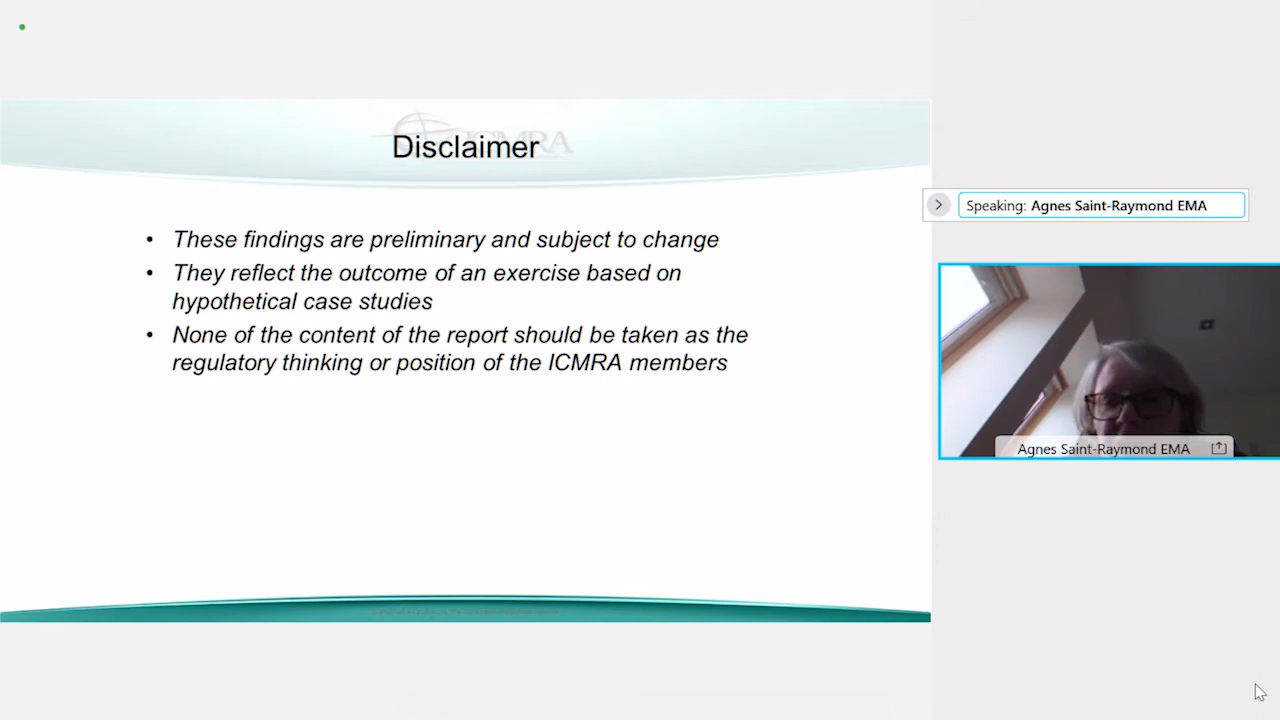 ICMRA
Disclaimer
• These findings are preliminary and subject to change
• They reflect the outcome of an exercise based on
hypothetical case studies
• None of the content of the report should be taken as the
regulatory thinking or position of the ICMRA members
Speaking: Agnes Saint-Raymond EMA
Agnes Saint-Raymond EMA